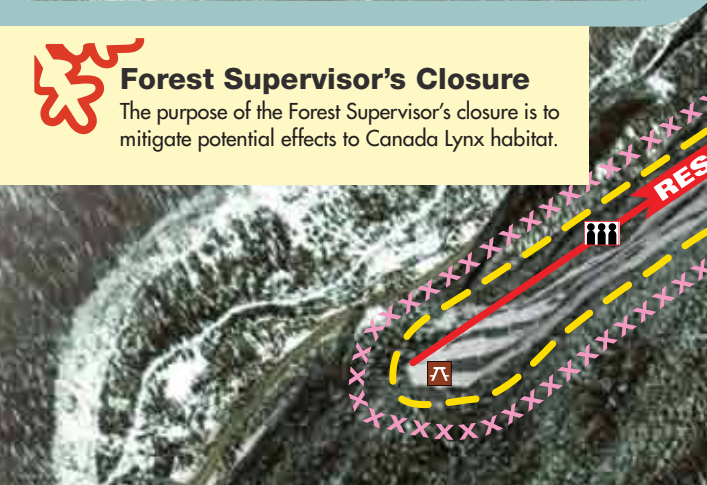 Forest Supervisor’s Closure
The purpose of the Forest Supervisor’s closure is to
mitigate potential effects to Canada Lynx habitat.
RES